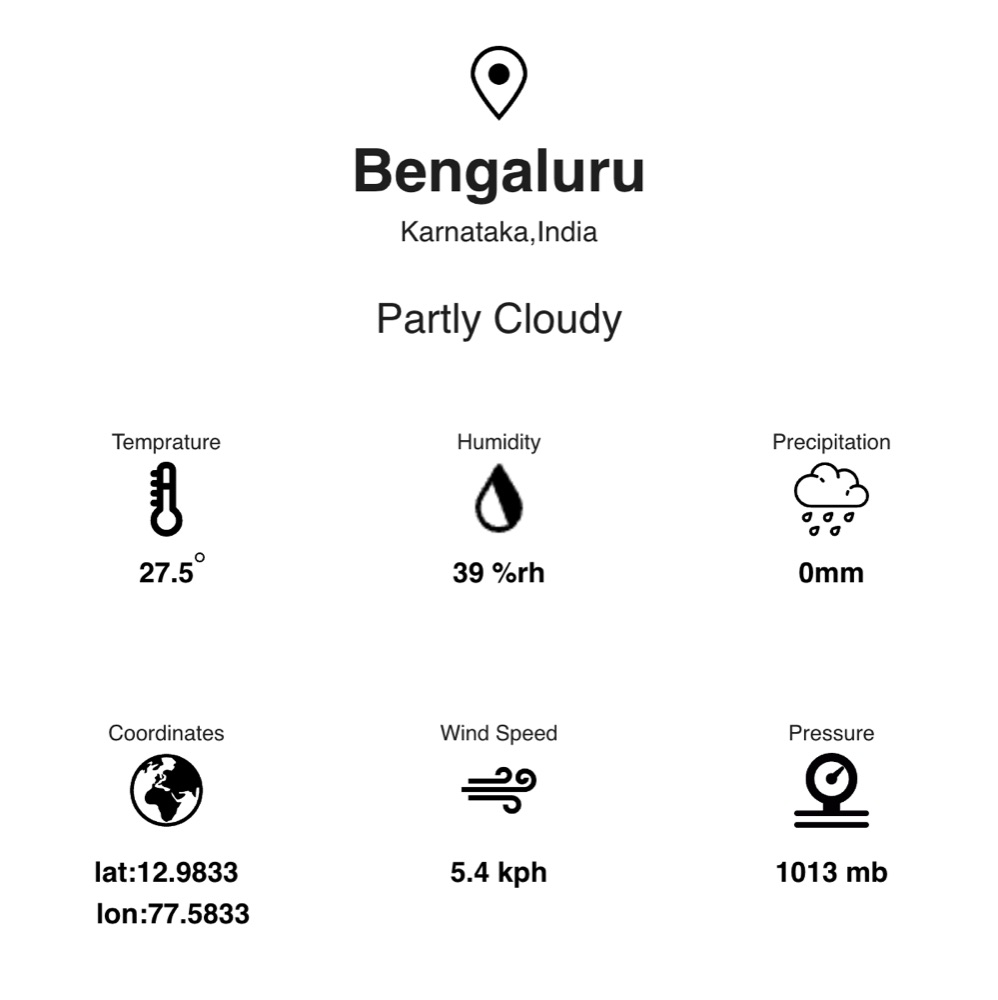 Bengaluru
Karnataka,India
Partly Cloudy
Temprature
27.5°
Humidity
39 %rh
Precipitation
0mm
Coordinates
lat:12.9833
lon:77.5833
Wind Speed
5.4 kph
Pressure
1013 mb